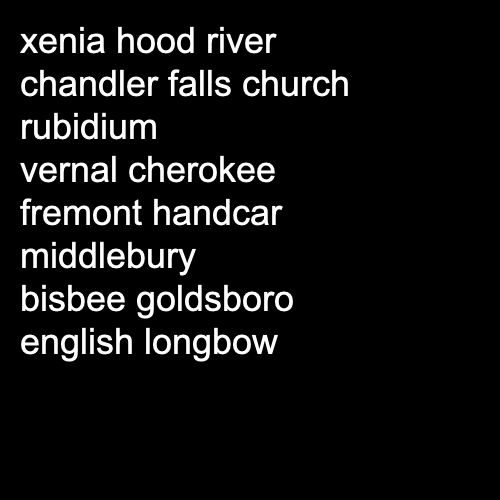 xenia hood river
chandler falls church
rubidium
vernal cherokee
fremont handcar
middlebury
bisbee goldsboro
english longbow